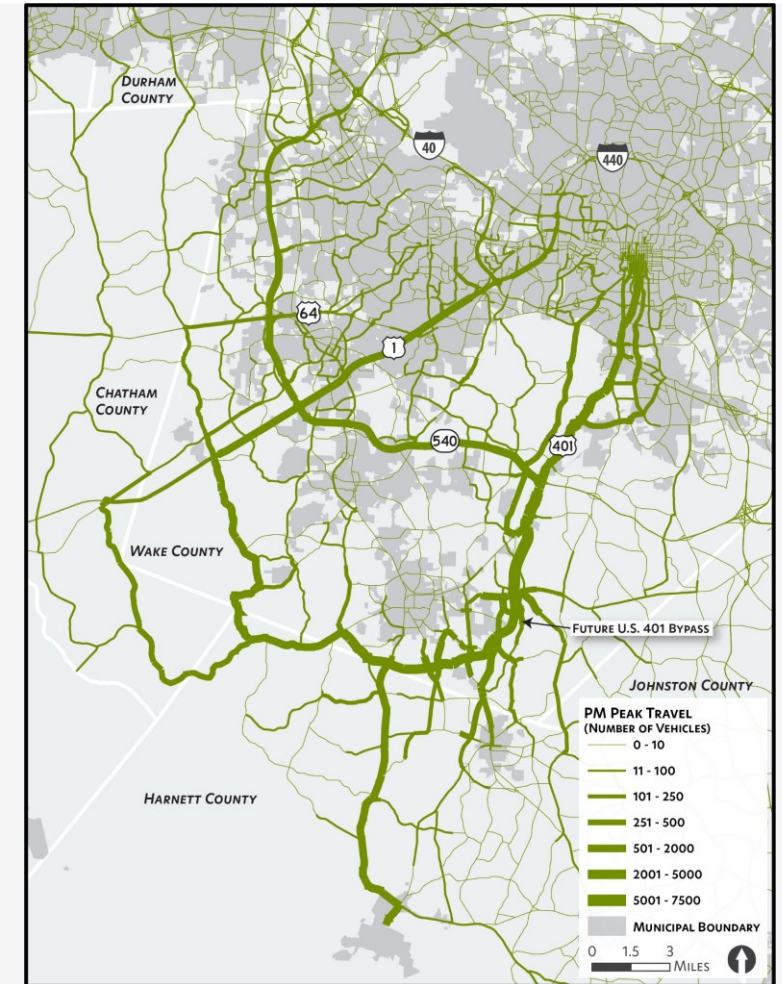 DURHAM
COUNTY
40
440
64
1
CHATHAM
COUNTY
540
401
WAKE COUNTY
FUTURE U.S. 401 BYPASS
JOHNSTON COUNTY
HARNETT COUNTY
PM PEAK TRAVEL
(NUMBER OF VEHICLES)
0 - 10
11 - 100
101 - 250
251 - 500
501 - 2000
2001 - 5000
5001 - 7500
MUNICIPAL BOUNDARY
0 1.5 3
MILES